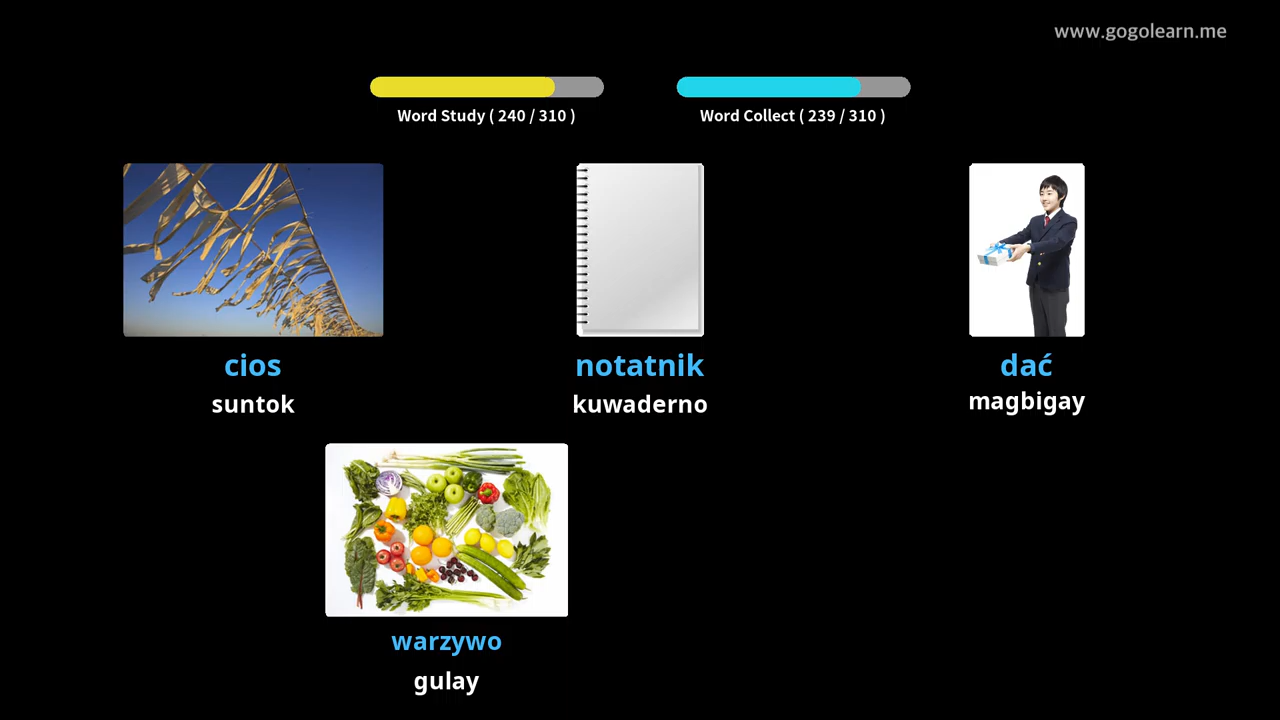 www.gogolearn.me
Word Study ( 240 / 310 )
Word Collect ( 239 / 310 )
cios
suntok
notatnik
kuwaderno
dać
magbigay
warzywo
gulay